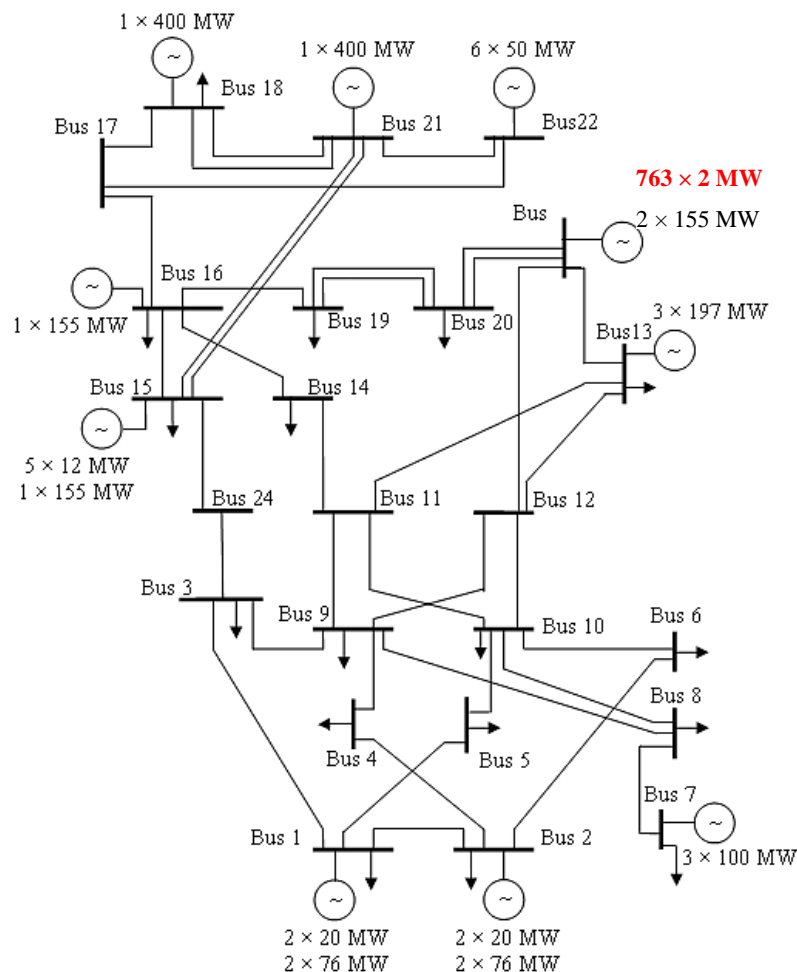 1 × 400 MW
1 × 400 MW
6 × 50 MW
Bus 18
Bus 17
Bus 21
Bus22
763 × 2 MW
Bus
2 × 155 MW
Bus 16
1 × 155 MW
Bus 19
Bus 20
3 × 197 MW
Bus13
Bus 15
Bus 14
5 × 12 MW
1 × 155 MW
Bus 24
Bus 11
Bus 12
Bus 3
Bus 9
Bus 10
Bus 6
Bus 8
Bus 4
Bus 5
Bus 7
3 × 100 MW
Bus 1
Bus 2
2 × 20 MW
2 × 76 MW
2 × 20 MW
2 × 76 MW
~
~
~
~
~
~
~
~
~
~